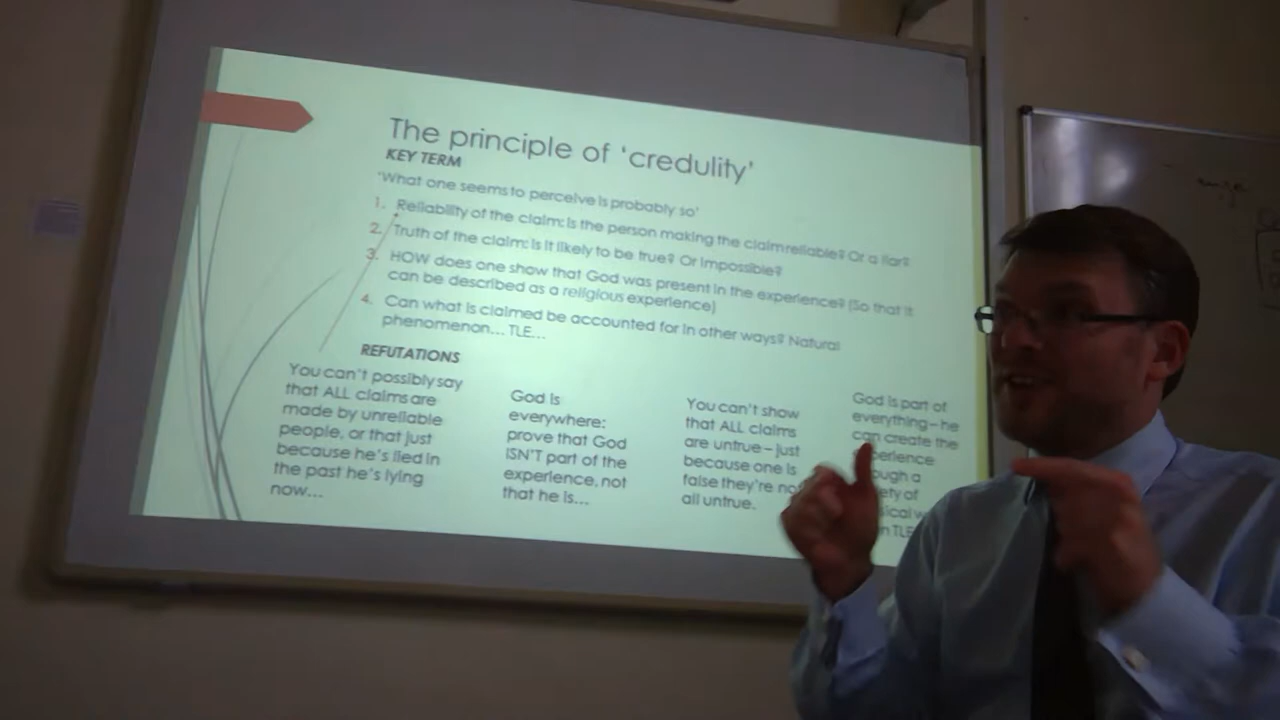 The principle of ‘credulity’
KEY TERM
‘What one seems to perceive is probably so’
1. Reliability of the claim: Is the person making the claim reliable? Or a liar?
2. Truth of the claim: Is it likely to be true? Or Impossible?
3. HOW does one show that God was present in the experience? (So that it
can be described as a religious experience)
4. Can what is claimed be accounted for in other ways? Natural
phenomenon... TLE...
REFUTATIONS
You can’t possibly say
that ALL claims are
made by unreliable
people, or that just
because he’s lied in
the past he’s lying
now...
God is
everywhere:
prove that God
ISN’T part of the
experience, not
that he is...
You can’t show
that ALL claims
are untrue – just
because one is
false they’re no
all untrue.
God is part of
everything – he
can create the
perience
ough a
ety of
sical w
n TLE